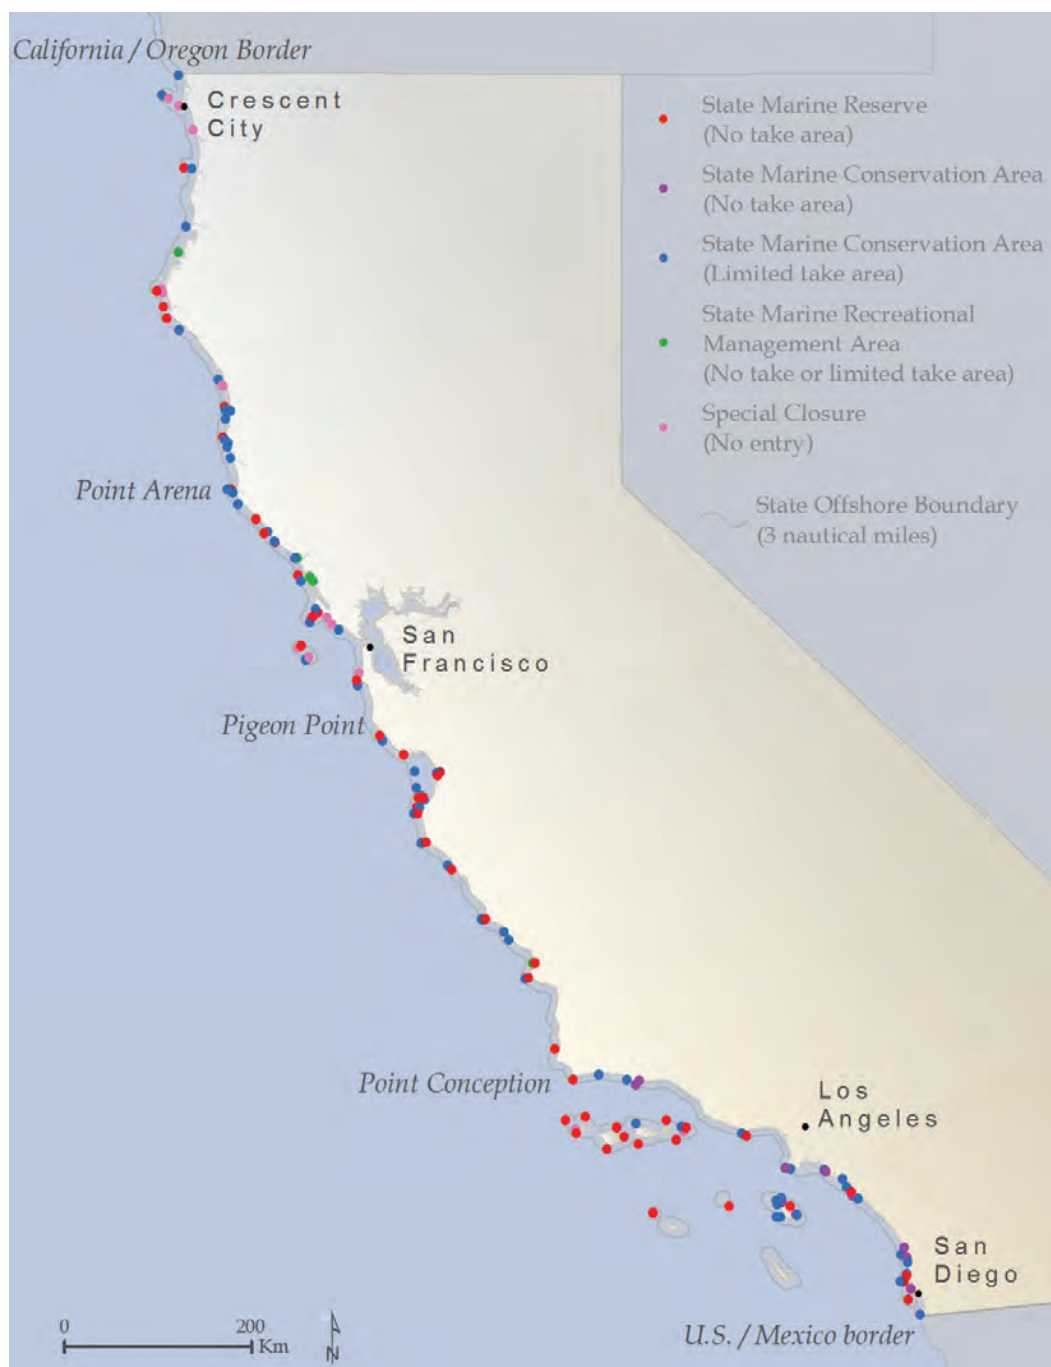 California / Oregon Border
Crescent
City
State Marine Reserve
(No take area)
State Marine Conservation Area
(No take area)
State Marine Conservation Area
(Limited take area)
State Marine Recreational
Management Area
(No take or limited take area)
Special Closure
(No entry)
Point Arena
State Offshore Boundary
(3 nautical miles)
San
Francisco
Pigeon Point
Point Conception
Los
Angeles
San
Diego
0 200
Km
N
U.S. / Mexico border